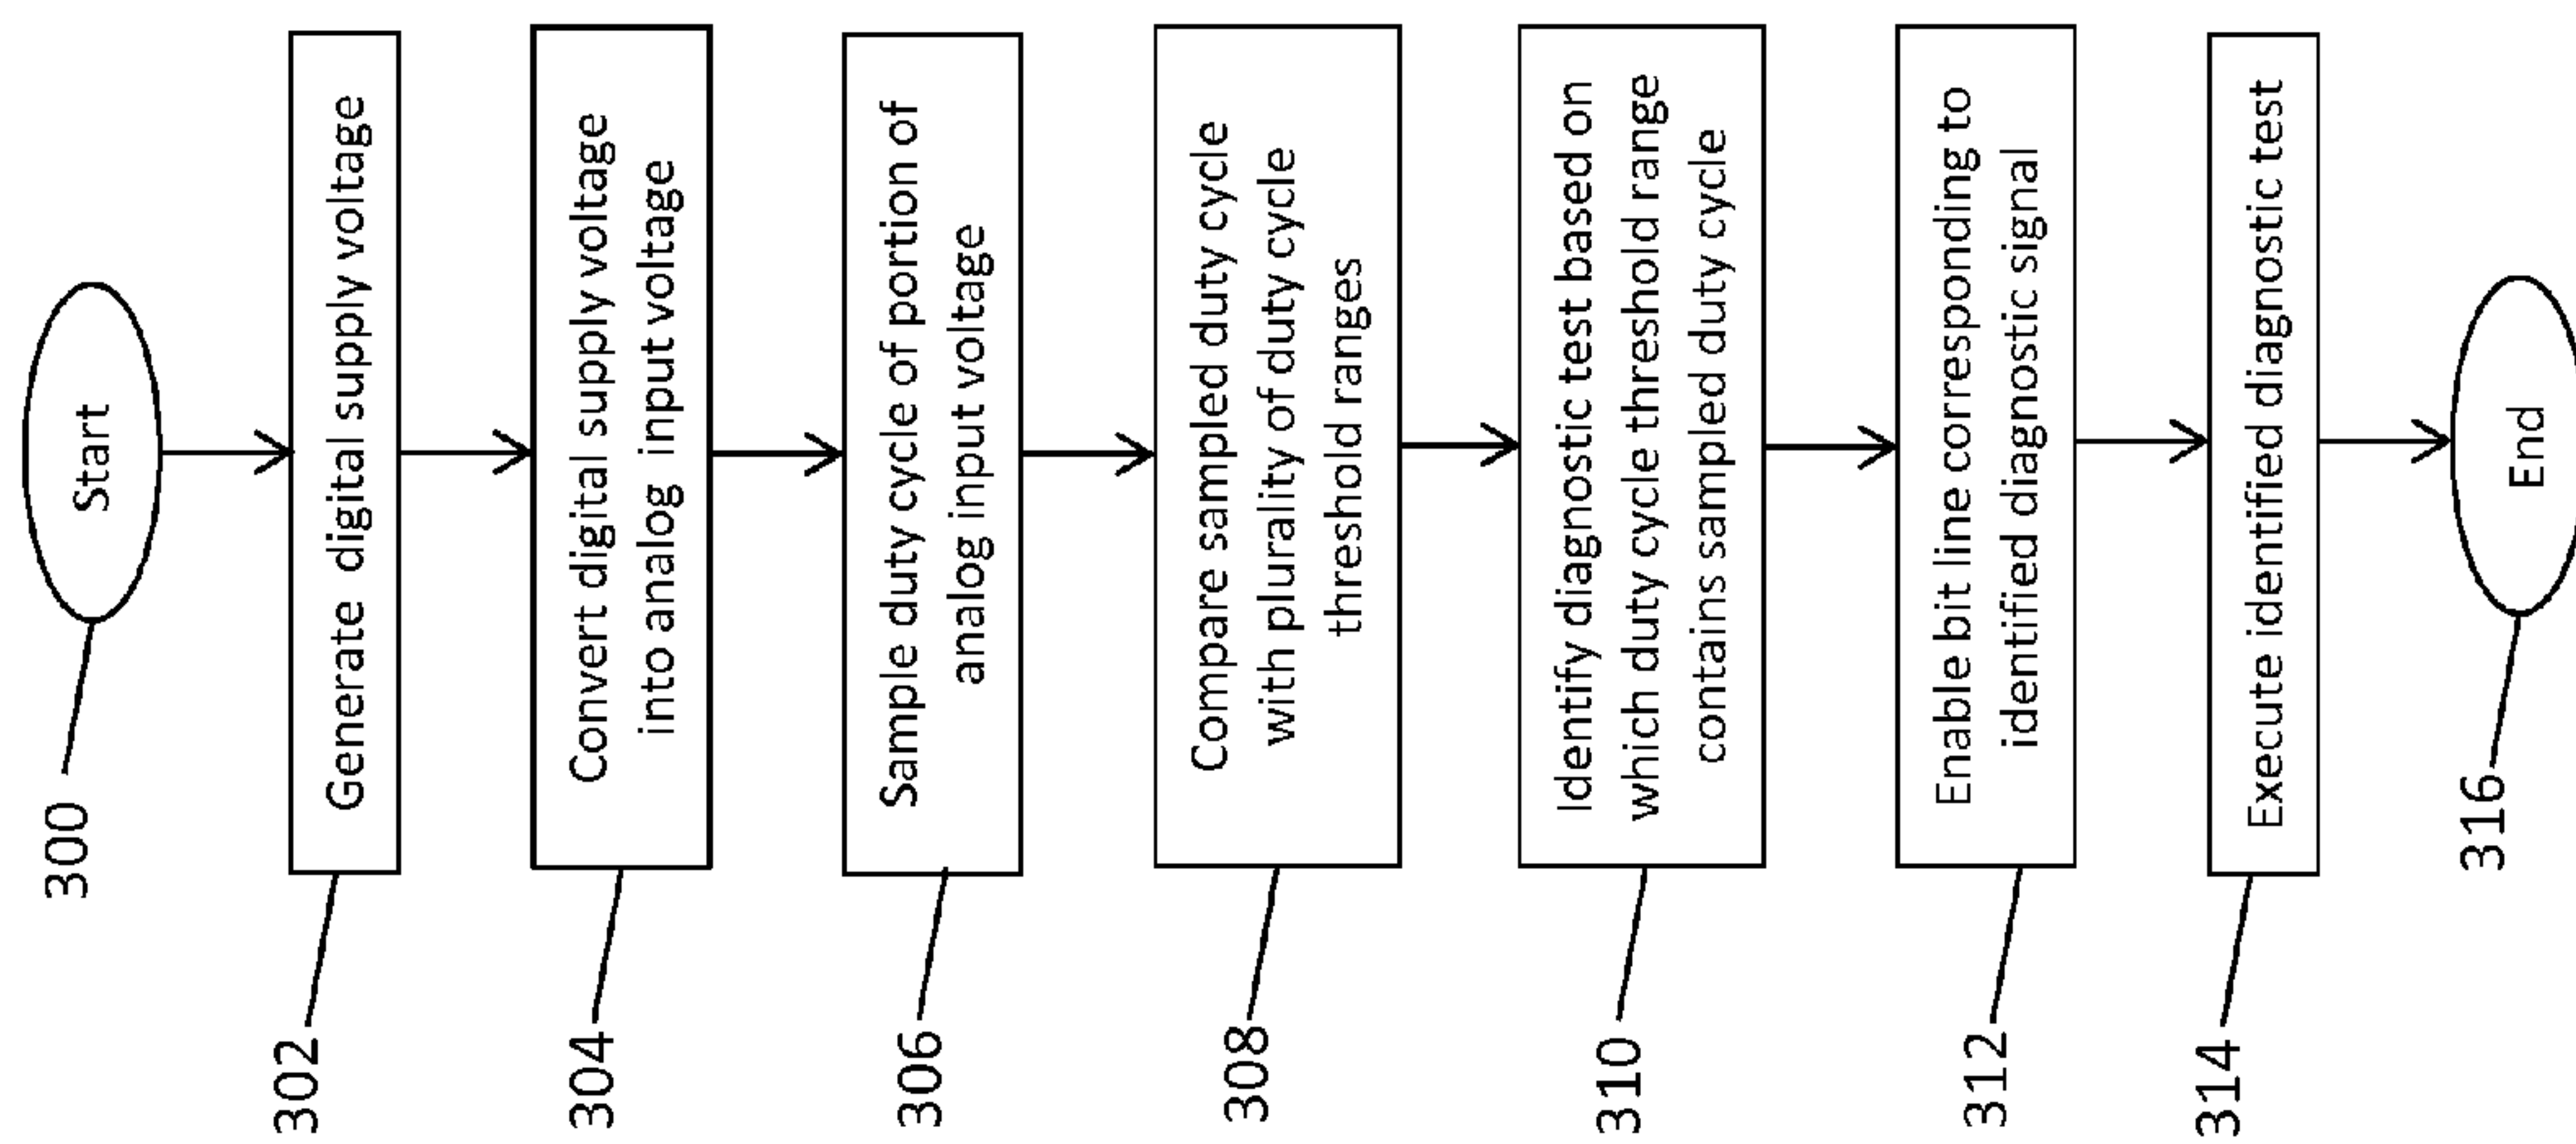 300
Start
302
Generate digital supply voltage
304
Convert digital supply voltage
into analog input voltage
306
Sample duty cycle of portion of
analog input voltage
308
Compare sampled duty cycle
with plurality of duty cycle
threshold ranges
310
Identify diagnostic test based on
which duty cycle threshold range
contains sampled duty cycle
312
Enable bit line corresponding to
identified diagnostic signal
314
Execute identified diagnostic test
316
End